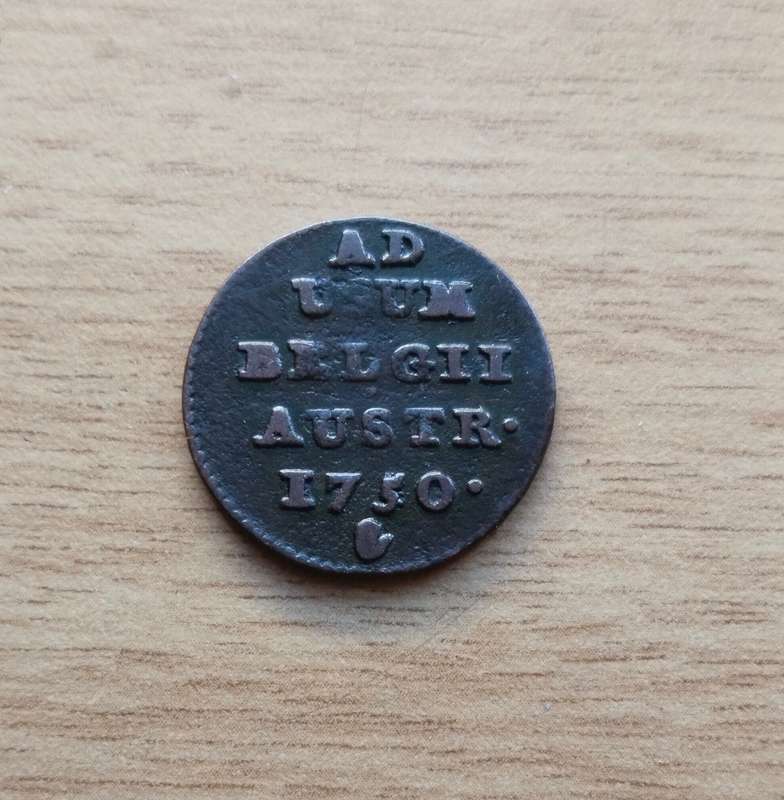 AD
USUM
BELGII
AUSTR·
1750·